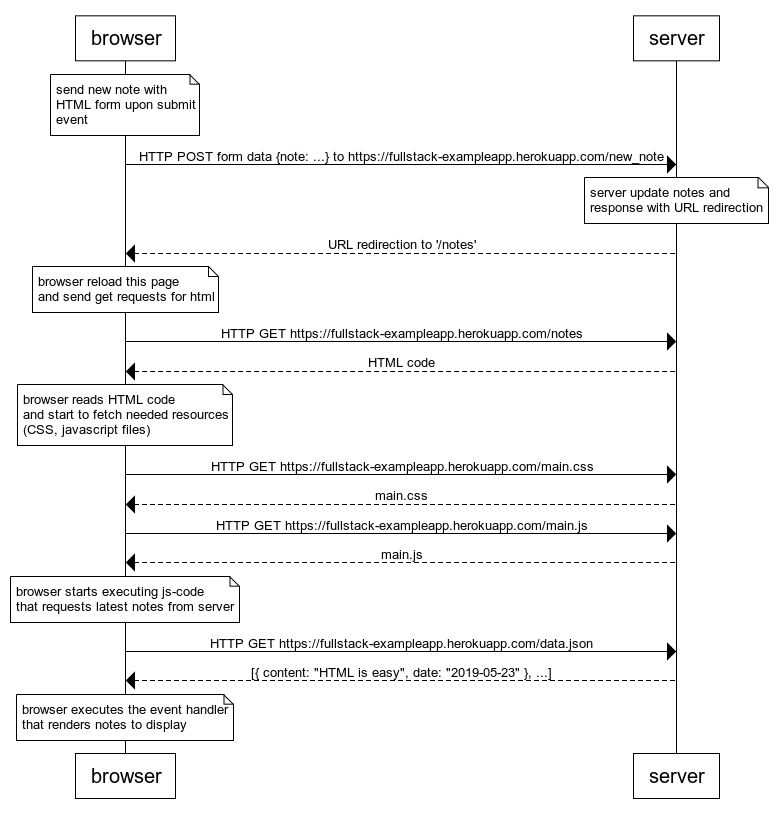 browser
server
send new note with
HTML form upon submit
event
HTTP POST form data {note: ...} to https://fullstack-exampleapp.herokuapp.com/new_note
server update notes and
response with URL redirection
URL redirection to '/notes'
browser reload this page
and send get requests for html
HTTP GET https://fullstack-exampleapp.herokuapp.com/notes
HTML code
browser reads HTML code
and start to fetch needed resources
(CSS, javascript files)
HTTP GET https://fullstack-exampleapp.herokuapp.com/main.css
main.css
HTTP GET https://fullstack-exampleapp.herokuapp.com/main.js
main.js
browser starts executing js-code
that requests latest notes from server
HTTP GET https://fullstack-exampleapp.herokuapp.com/data.json
[{ content: "HTML is easy", date: "2019-05-23" }, ...]
browser executes the event handler
that renders notes to display
browser
server